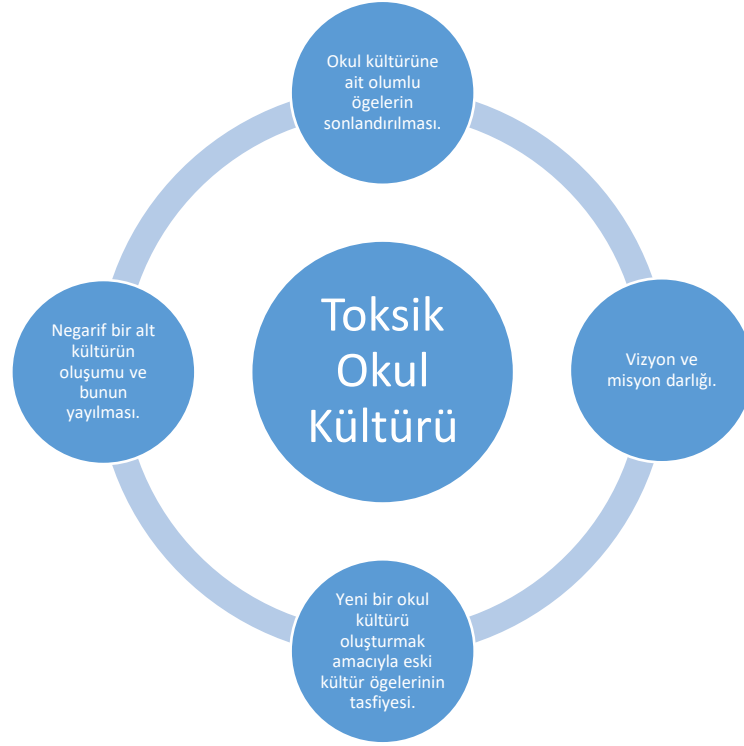 Okul kültürüne
ait olumlu
ögelerin
sonlandırılması.
Toksik
Okul
Kültürü
Vizyon ve
misyon darlığı.
Yeni bir okul
kültürü
oluşturmak
amacıyla eski
kültür ögelerinin
tasfiyesi.
Negarif bir alt
kültürün
oluşumu ve
bunun
yayılması.